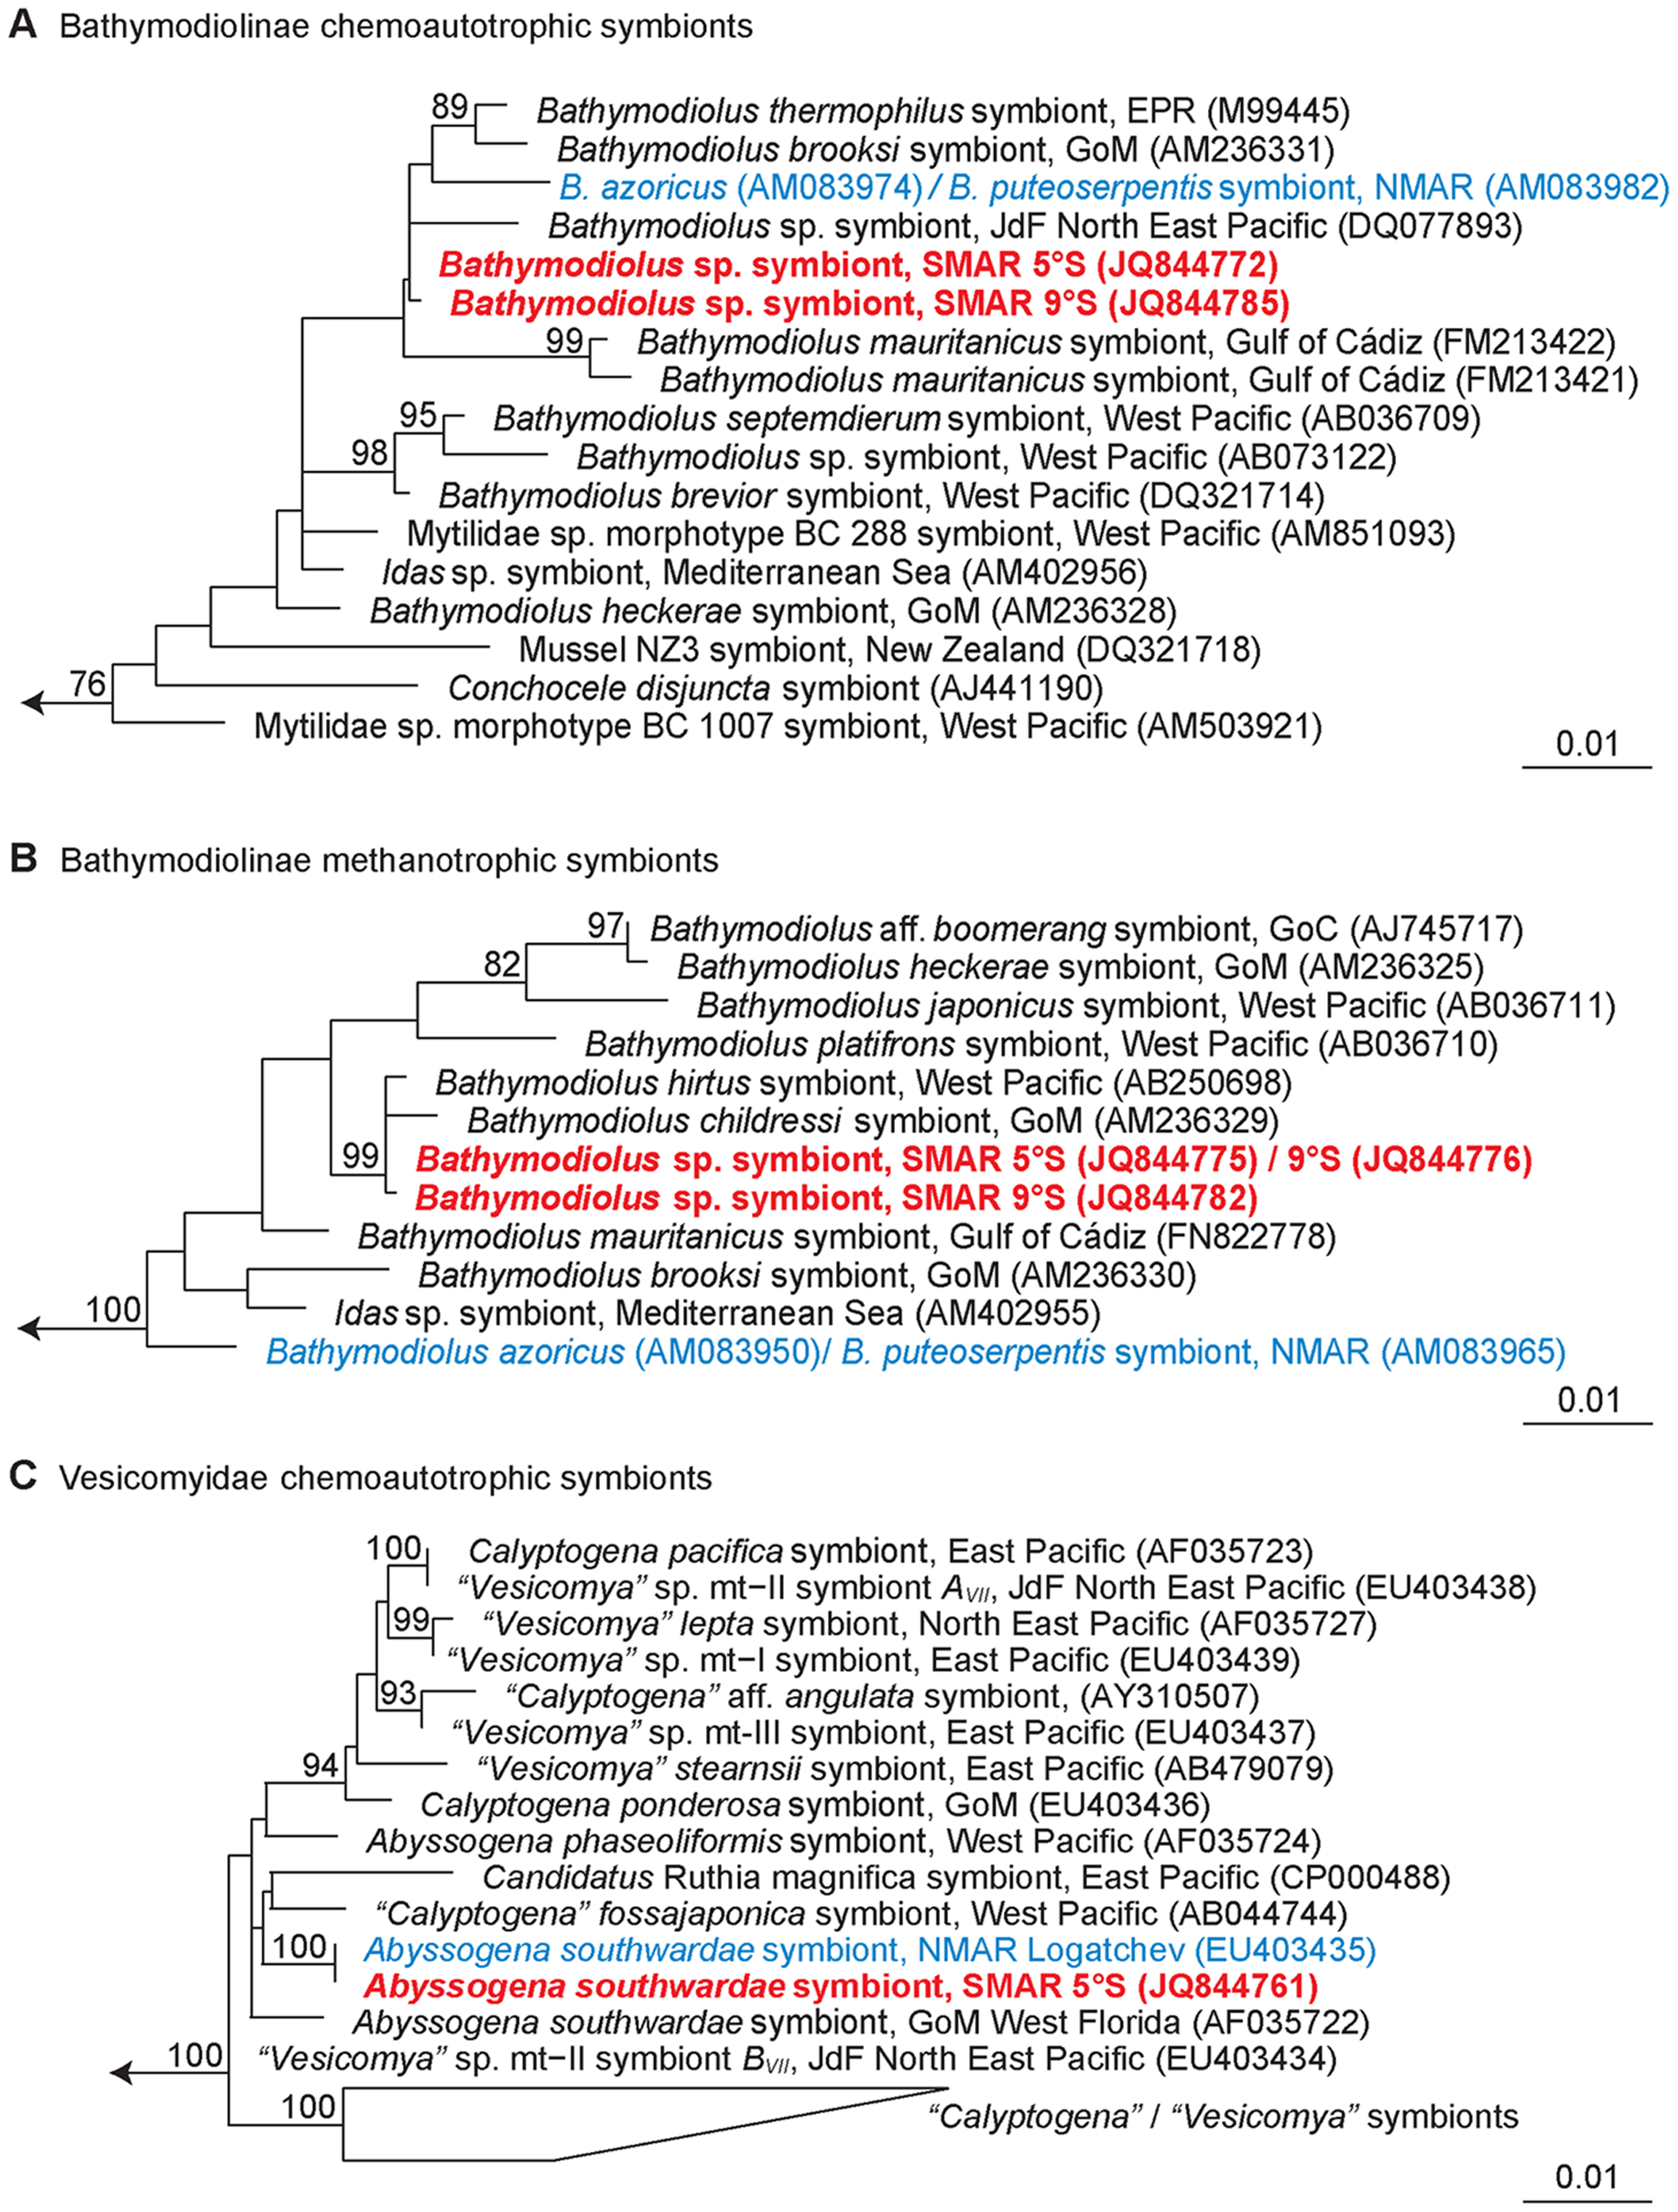 A Bathymodiolinae chemoautotrophic symbionts
89
Bathymodiolus thermophilus symbiont, EPR (M99445)
Bathymodiolus brooksi symbiont, GoM (AM236331)
B. azoricus (AM083974) / B. puteoserpentis symbiont, NMAR (AM083982)
Bathymodiolus sp. symbiont, JdF North East Pacific (DQ077893)
Bathymodiolus sp. symbiont, SMAR 5°S (JQ844772)
Bathymodiolus sp. symbiont, SMAR 9°S (JQ844785)
99
Bathymodiolus mauritanicus symbiont, Gulf of Cádiz (FM213422)
Bathymodiolus mauritanicus symbiont, Gulf of Cádiz (FM213421)
95
Bathymodiolus septemdierum symbiont, West Pacific (AB036709)
98
Bathymodiolus sp. symbiont, West Pacific (AB073122)
Bathymodiolus brevior symbiont, West Pacific (DQ321714)
Mytilidae sp. morphotype BC 288 symbiont, West Pacific (AM851093)
Idas sp. symbiont, Mediterranean Sea (AM402956)
Bathymodiolus heckerae symbiont, GoM (AM236328)
Mussel NZ3 symbiont, New Zealand (DQ321718)
76
Conchocele disjuncta symbiont (AJ441190)
Mytilidae sp. morphotype BC 1007 symbiont, West Pacific (AM503921)
0.01
B Bathymodiolinae methanotrophic symbionts
97
Bathymodiolus aff. boomerang symbiont, GoC (AJ745717)
82
Bathymodiolus heckerae symbiont, GoM (AM236325)
Bathymodiolus japonicus symbiont, West Pacific (AB036711)
Bathymodiolus platifrons symbiont, West Pacific (AB036710)
Bathymodiolus hirtus symbiont, West Pacific (AB250698)
Bathymodiolus childressi symbiont, GoM (AM236329)
99
Bathymodiolus sp. symbiont, SMAR 5°S (JQ844775) / 9°S (JQ844776)
Bathymodiolus sp. symbiont, SMAR 9°S (JQ844782)
Bathymodiolus mauritanicus symbiont, Gulf of Cádiz (FN822778)
Bathymodiolus brooksi symbiont, GoM (AM236330)
100
Idas sp. symbiont, Mediterranean Sea (AM402955)
Bathymodiolus azoricus (AM083950)/ B. puteoserpentis symbiont, NMAR (AM083965)
0.01
C Vesicomyidae chemoautotrophic symbionts
100
Calyptogena pacifica symbiont, East Pacific (AF035723)
“Vesicomya” sp. mt−II symbiont AVII, JdF North East Pacific (EU403438)
99
“Vesicomya” lepta symbiont, North East Pacific (AF035727)
“Vesicomya” sp. mt−I symbiont, East Pacific (EU403439)
93
“Calyptogena” aff. angulata symbiont, (AY310507)
“Vesicomya” sp. mt-III symbiont, East Pacific (EU403437)
94
“Vesicomya” stearnsii symbiont, East Pacific (AB479079)
Calyptogena ponderosa symbiont, GoM (EU403436)
Abyssogena phaseoliformis symbiont, West Pacific (AF035724)
Candidatus Ruthia magnifica symbiont, East Pacific (CP000488)
“Calyptogena” fossajaponica symbiont, West Pacific (AB044744)
100
Abyssogena southwardae symbiont, NMAR Logatchev (EU403435)
Abyssogena southwardae symbiont, SMAR 5°S (JQ844761)
Abyssogena southwardae symbiont, GoM West Florida (AF035722)
100
“Vesicomya” sp. mt−II symbiont BVII, JdF North East Pacific (EU403434)
100
“Calyptogena” / “Vesicomya” symbionts
0.01